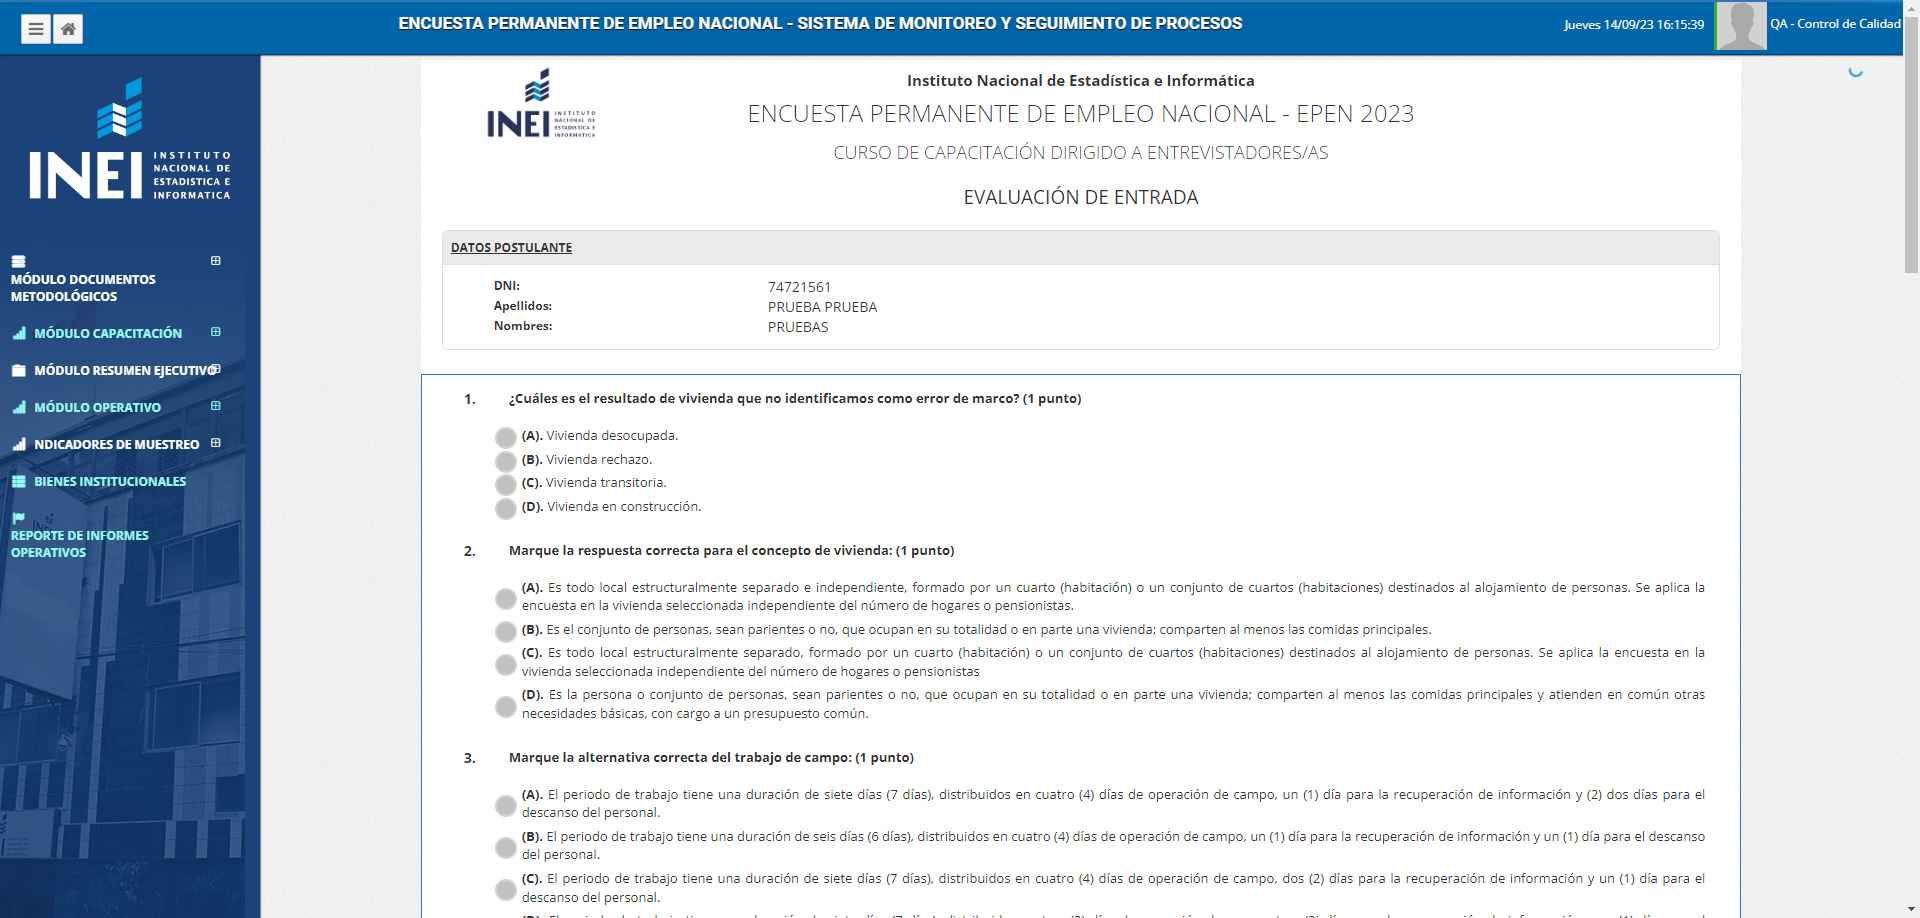 ENCUESTA PERMANENTE DE EMPLEO NACIONAL - SISTEMA DE MONITOREO Y SEGUIMIENTO DE PROCESOS
Jueves 14/09/23 16:15:39
QA - Control de Calidad
INEI
INSTITUTO
NACIONAL DE
ESTADISTICA E
INFORMATICA
MÓDULO DOCUMENTOS
METODOLÓGICOS
MÓDULO CAPACITACIÓN
MÓDULO RESUMEN EJECUTIVO
MÓDULO OPERATIVO
NDICADORES DE MUESTREO
BIENES INSTITUCIONALES
REPORTE DE INFORMES
OPERATIVOS
INEI
INSTITUTO
NACIONAL DE
ESTADISTICA E
INFORMATICA
Instituto Nacional de Estadística e Informática
ENCUESTA PERMANENTE DE EMPLEO NACIONAL - EPEN 2023
CURSO DE CAPACITACIÓN DIRIGIDO A ENTREVISTADORES/AS
EVALUACIÓN DE ENTRADA
DATOS POSTULANTE
DNI: 74721561
Apellidos: PRUEBA PRUEBA
Nombres: PRUEBAS
1. ¿Cuáles es el resultado de vivienda que no identificamos como error de marco? (1 punto)
(A). Vivienda desocupada.
(B). Vivienda rechazo.
(C). Vivienda transitoria.
(D). Vivienda en construcción.
2. Marque la respuesta correcta para el concepto de vivienda: (1 punto)
(A). Es todo local estructuralmente separado e independiente, formado por un cuarto (habitación) o un conjunto de cuartos (habitaciones) destinados al alojamiento de personas. Se aplica la
encuesta en la vivienda seleccionada independiente del número de hogares o pensionistas.
(B). Es el conjunto de personas, sean parientes o no, que ocupan en su totalidad o en parte una vivienda; comparten al menos las comidas principales.
(C). Es todo local estructuralmente separado, formado por un cuarto (habitación) o un conjunto de cuartos (habitaciones) destinados al alojamiento de personas. Se aplica la encuesta en la
vivienda seleccionada independiente del número de hogares o pensionistas
(D). Es la persona o conjunto de personas, sean parientes o no, que ocupan en su totalidad o en parte una vivienda; comparten al menos las comidas principales y atienden en común otras
necesidades básicas, con cargo a un presupuesto común.
3. Marque la alternativa correcta del trabajo de campo: (1 punto)
(A). El periodo de trabajo tiene una duración de siete días (7 días), distribuidos en cuatro (4) días de operación de campo, un (1) día para la recuperación de información y (2) dos días para el
descanso del personal.
(B). El periodo de trabajo tiene una duración de seis días (6 días), distribuidos en cuatro (4) días de operación de campo, un (1) día para la recuperación de información y un (1) día para el descanso
del personal.
(C). El periodo de trabajo tiene una duración de siete días (7 días), distribuidos en cuatro (4) días de operación de campo, dos (2) días para la recuperación de información y un (1) día para el
descanso del personal.